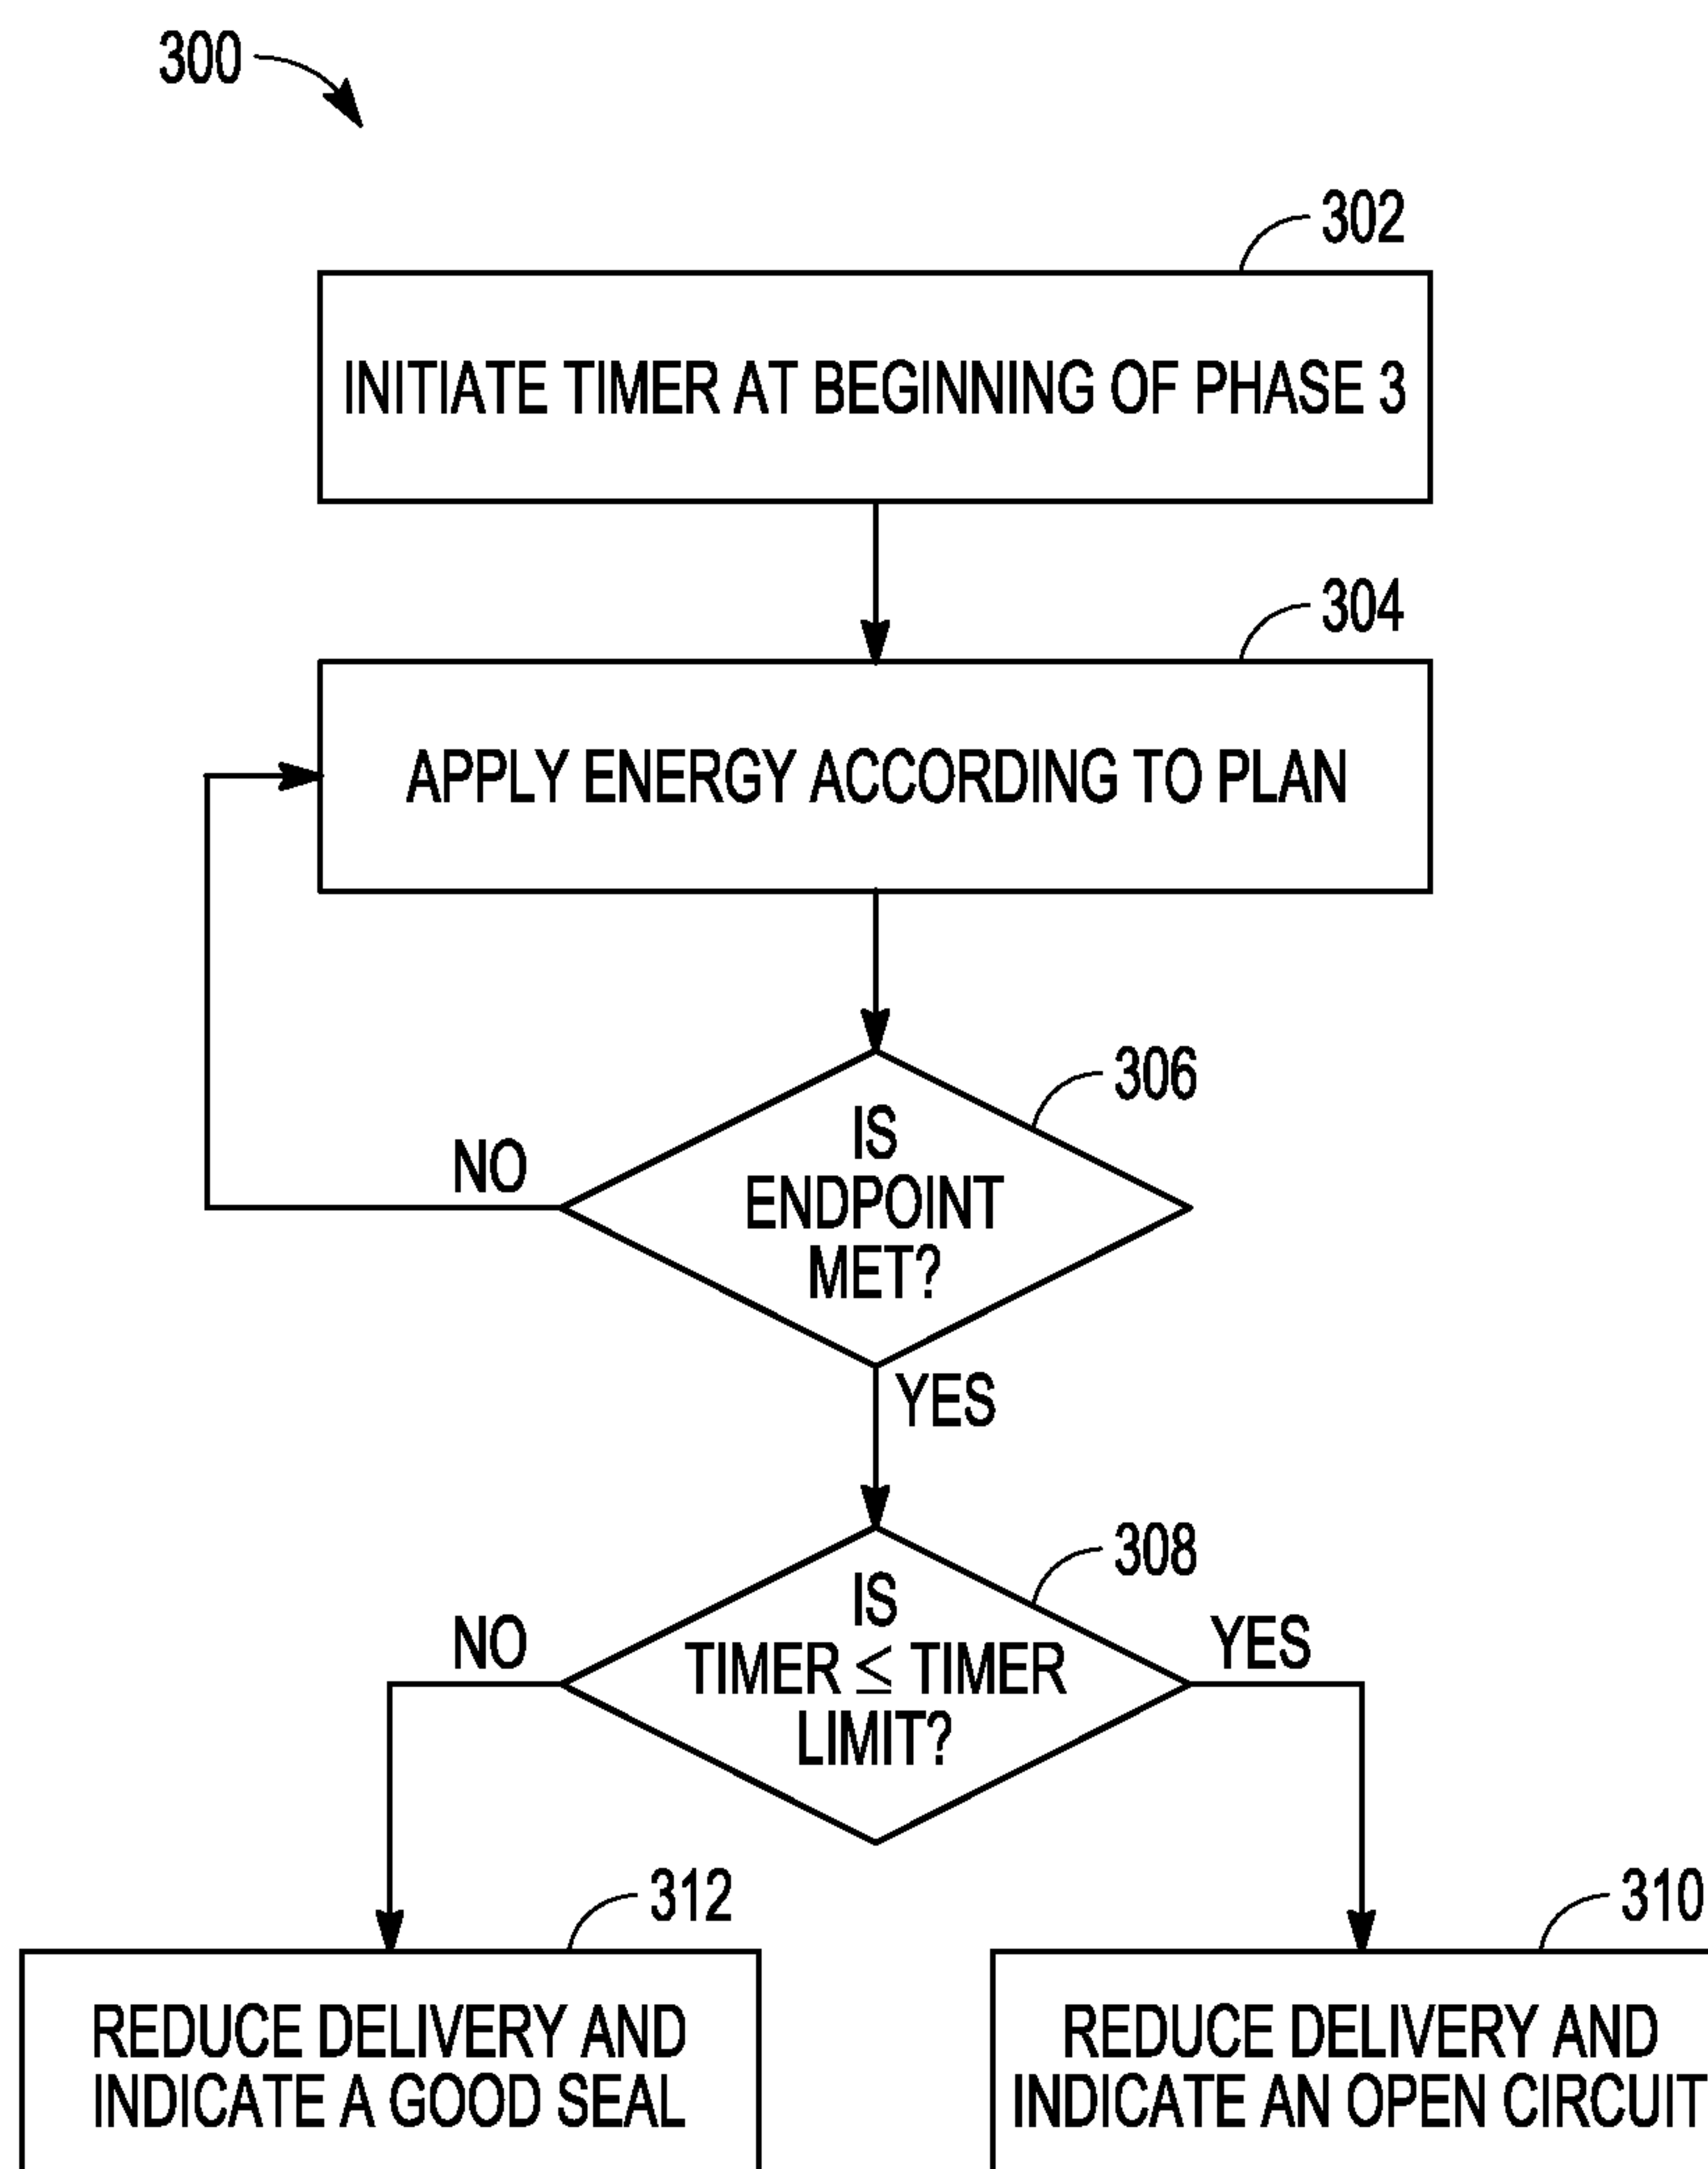 300
302
INITIATE TIMER AT BEGINNING OF PHASE 3
304
APPLY ENERGY ACCORDING TO PLAN
306
IS
ENDPOINT
MET?
NO
YES
308
IS
TIMER ≤ TIMER
LIMIT?
NO
YES
312
REDUCE DELIVERY AND
INDICATE A GOOD SEAL
310
REDUCE DELIVERY AND
INDICATE AN OPEN CIRCUIT